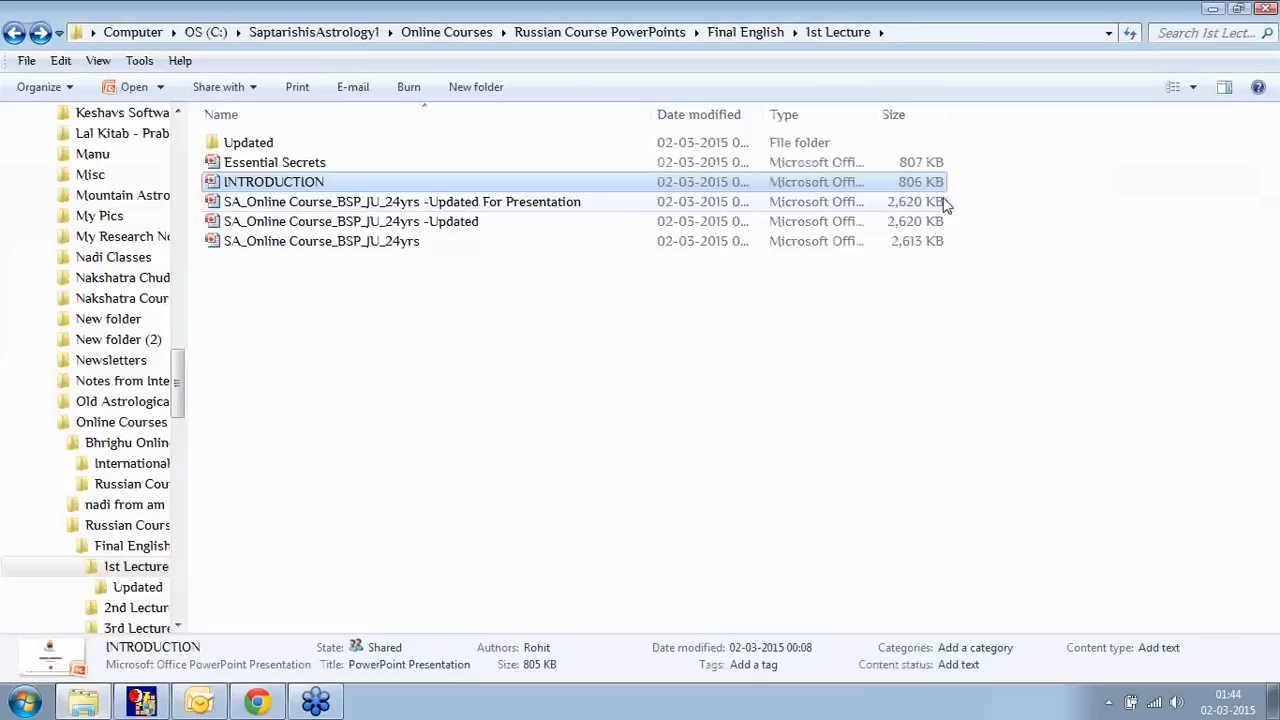 Computer OS (C:) SaptarishisAstrology1 Online Courses Russian Course PowerPoints Final English 1st Lecture Search 1st Lect...
File Edit View Tools Help
Organize Open Share with Print E-mail Burn New folder
Keshavs Softwa
Lal Kitab - Prab
Manu
Misc
Mountain Astro
My Pics
My Research N
Nadi Classes
Nakshatra Chud
Nakshatra Cour
New folder
New folder (2)
Newsletters
Notes from Inte
Old Astrologica
Online Courses
Bhrighu Onlin
International
Russian Cou
nadi from am
Russian Cours
Final English
1st Lecture
Updated
2nd Lectur
3rd Lectur
Name Date modified Type Size
Updated 02-03-2015 0... File folder
Essential Secrets 02-03-2015 0... Microsoft Offi... 807 KB
INTRODUCTION 02-03-2015 0... Microsoft Offi... 806 KB
SA_Online Course_BSP_JU_24yrs -Updated For Presentation 02-03-2015 0... Microsoft Offi... 2,620 KB
SA_Online Course_BSP_JU_24yrs -Updated 02-03-2015 0... Microsoft Offi... 2,620 KB
SA_Online Course_BSP_JU_24yrs 02-03-2015 0... Microsoft Offi... 2,613 KB
INTRODUCTION State: Shared Authors: Rohit Date modified: 02-03-2015 00:08 Categories: Add a category Content type: Add text
Microsoft Office PowerPoint Presentation Title: PowerPoint Presentation Size: 805 KB Tags: Add a tag Content status: Add text
01:44
02-03-2015